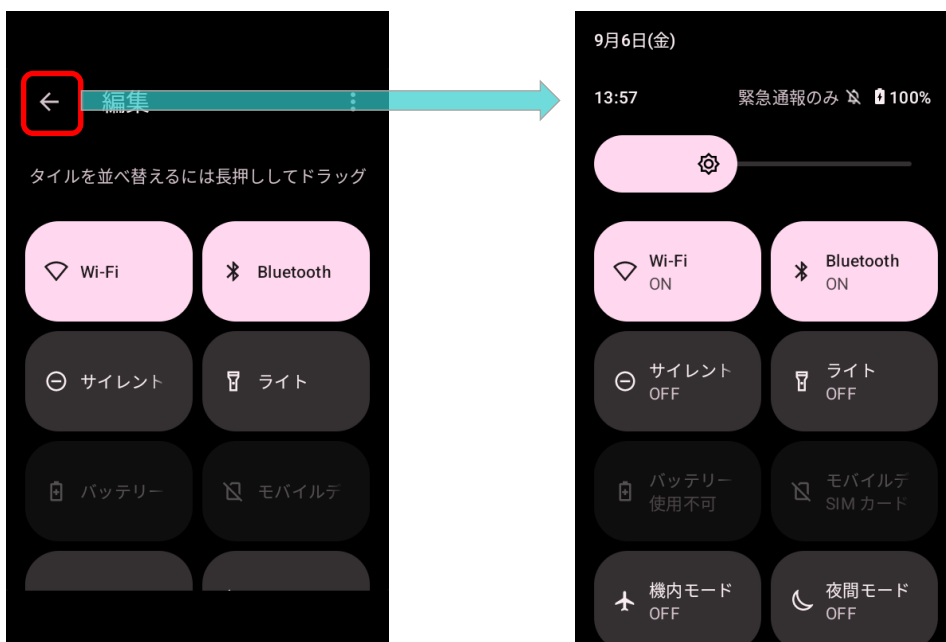 編集
タイルを並べ替えるには長押ししてドラッグ
Wi-Fi
Bluetooth
サイレント
ライト
バッテリー
モバイルデ
9月6日(金)
13:57
緊急通報のみ
100%
Wi-Fi
ON
Bluetooth
ON
サイレント
OFF
ライト
OFF
バッテリー
使用不可
モバイルデ
SIM カード
機内モード
OFF
夜間モード
OFF